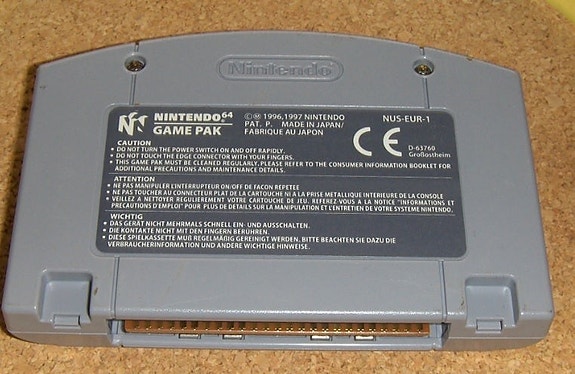 Nintendo
NINTENDO 64
GAME PAK
©Ⓜ 1996,1997 NINTENDO
PAT. P. MADE IN JAPAN/
FABRIQUE AU JAPON
NUS-EUR-1
CE
D-63760
Großostheim
CAUTION
• DO NOT TURN THE POWER SWITCH ON AND OFF RAPIDLY.
• DO NOT TOUCH THE EDGE CONNECTOR WITH YOUR FINGERS.
• THIS GAME PAK MUST BE CLEANED REGULARLY. PLEASE REFER TO THE CONSUMER INFORMATION BOOKLET FOR
ADDITIONAL PRECAUTIONS AND MAINTENANCE DETAILS.
ATTENTION
• NE PAS MANIPULER L'INTERRUPTEUR ON/OFF DE FACON REPETEE
• NE PAS TOUCHER AU CONNECTEUR PLAT DE LA CARTOUCHE NI A LA PRISE METALLIQUE INTERIEURE DE LA CONSOLE
• VEILLEZ A NETTOYER REGULIEREMENT VOTRE CARTOUCHE DE JEU. REFEREZ-VOUS A LA NOTICE "INFORMATIONS ET
PRECAUTIONS D'EMPLOI" POUR PLUS DE DETAILS SUR LA MANIPULATION ET L'ENTRETIEN DE VOTRE SYSTEME NINTENDO.
WICHTIG
• DAS GERÄT NICHT MEHRMALS SCHNELL EIN- UND AUSSCHALTEN.
• DIE KONTAKTE NICHT MIT DEN FINGERN BERÜHREN.
• DIESE SPIELKASSETTE MUß REGELMÄßIG GEREINIGT WERDEN. BITTE BEACHTEN SIE DAZU DIE
VERBRAUCHERINFORMATION UND ANDERE WICHTIGE HINWEISE.